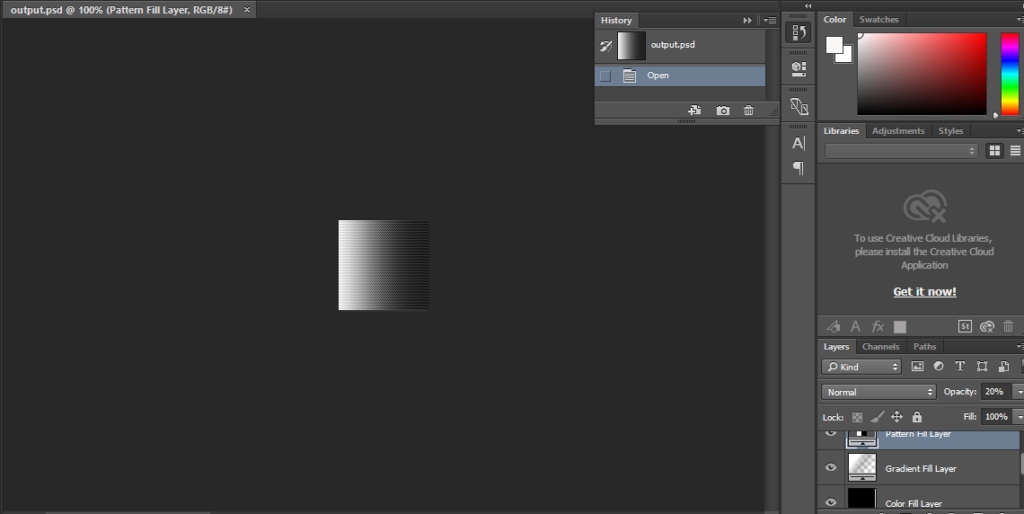 output.psd @ 100% (Pattern Fill Layer, RGB/8#) ×
History
output.psd
Open
Color Swatches
Libraries Adjustments Styles
To use Creative Cloud Libraries,
please install the Creative Cloud
Application
Get it now!
A fx St
Layers Channels Paths
Kind T
Normal Opacity: 20%
Lock: Fill: 100%
Pattern Fill Layer
Gradient Fill Layer
Color Fill Layer